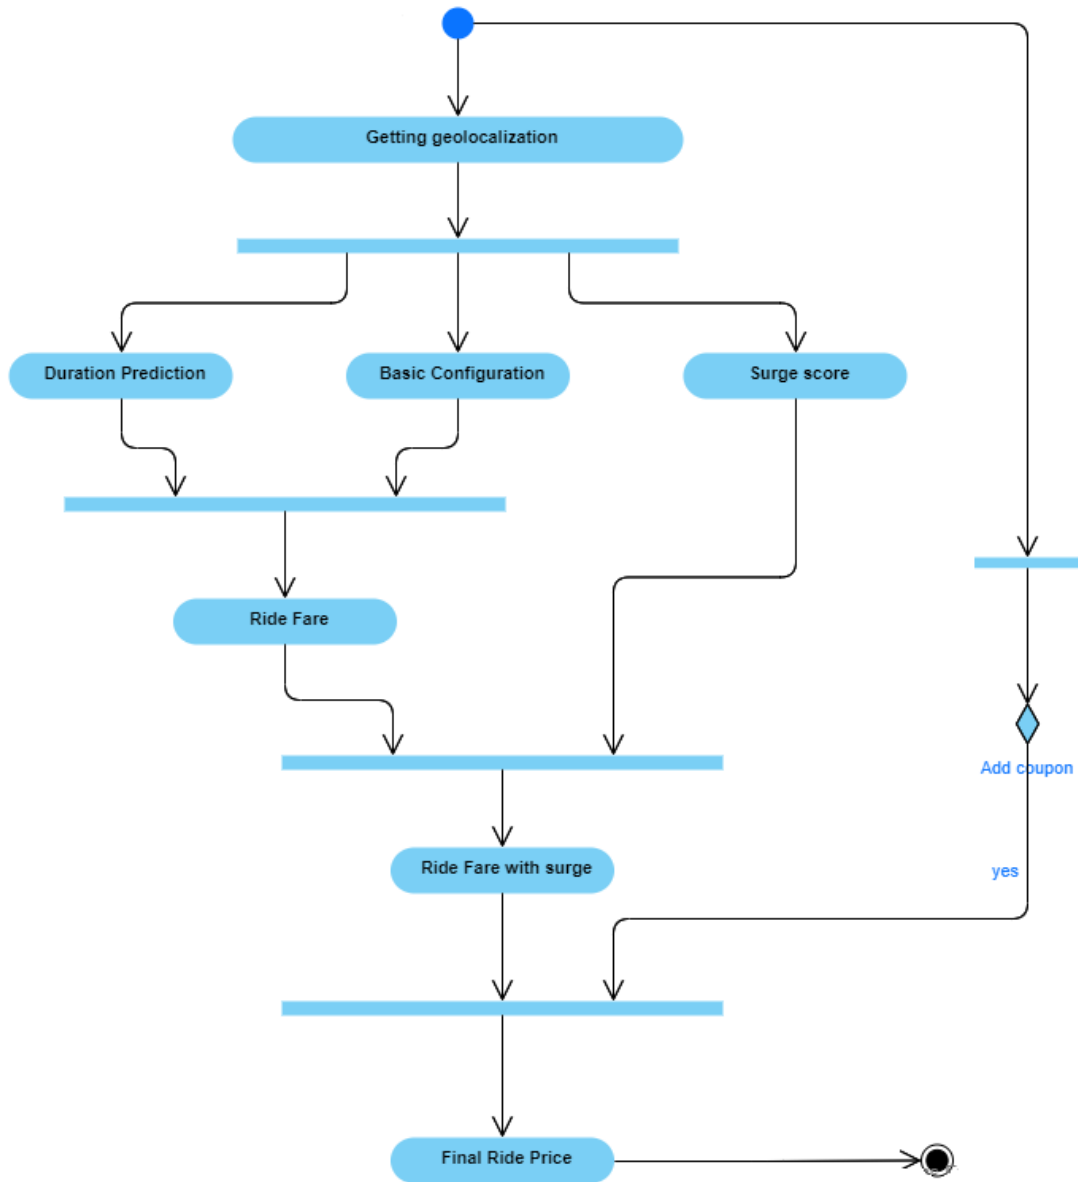 Getting geolocalization
Duration Prediction
Basic Configuration
Surge score
Ride Fare
Add coupon
Ride Fare with surge
yes
Final Ride Price